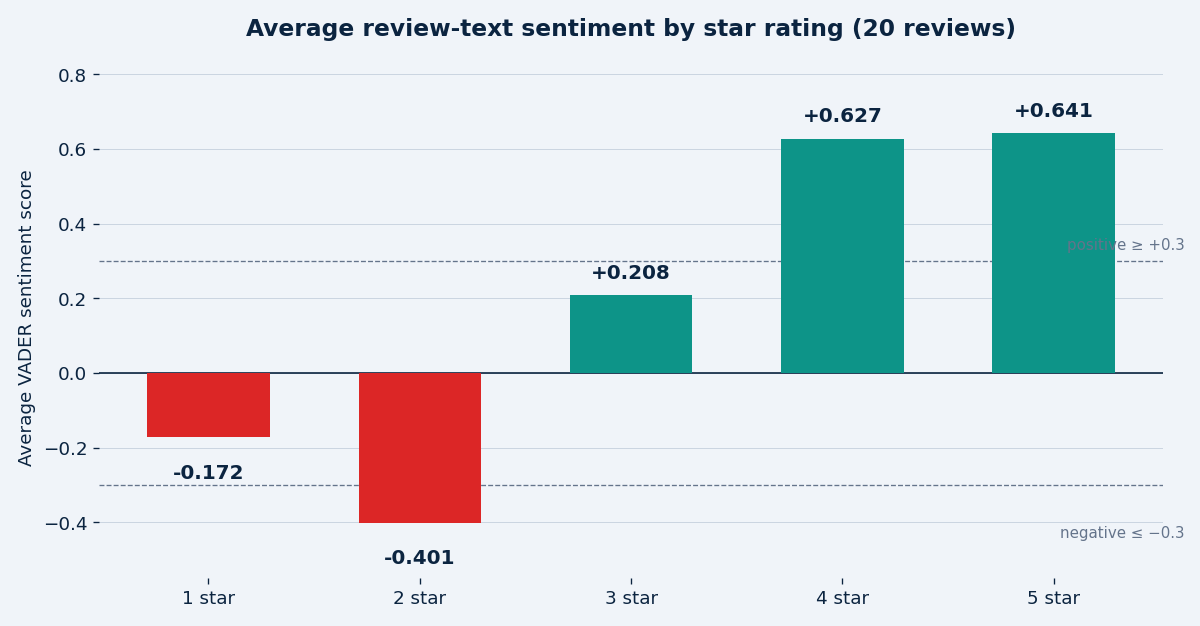 Average review-text sentiment by star rating (20 reviews)
Average VADER sentiment score
0.8
0.6
0.4
0.2
0.0
−0.2
−0.4
+0.627
+0.641
positive ≥ +0.3
+0.208
-0.172
-0.401
negative ≤ −0.3
1 star
2 star
3 star
4 star
5 star